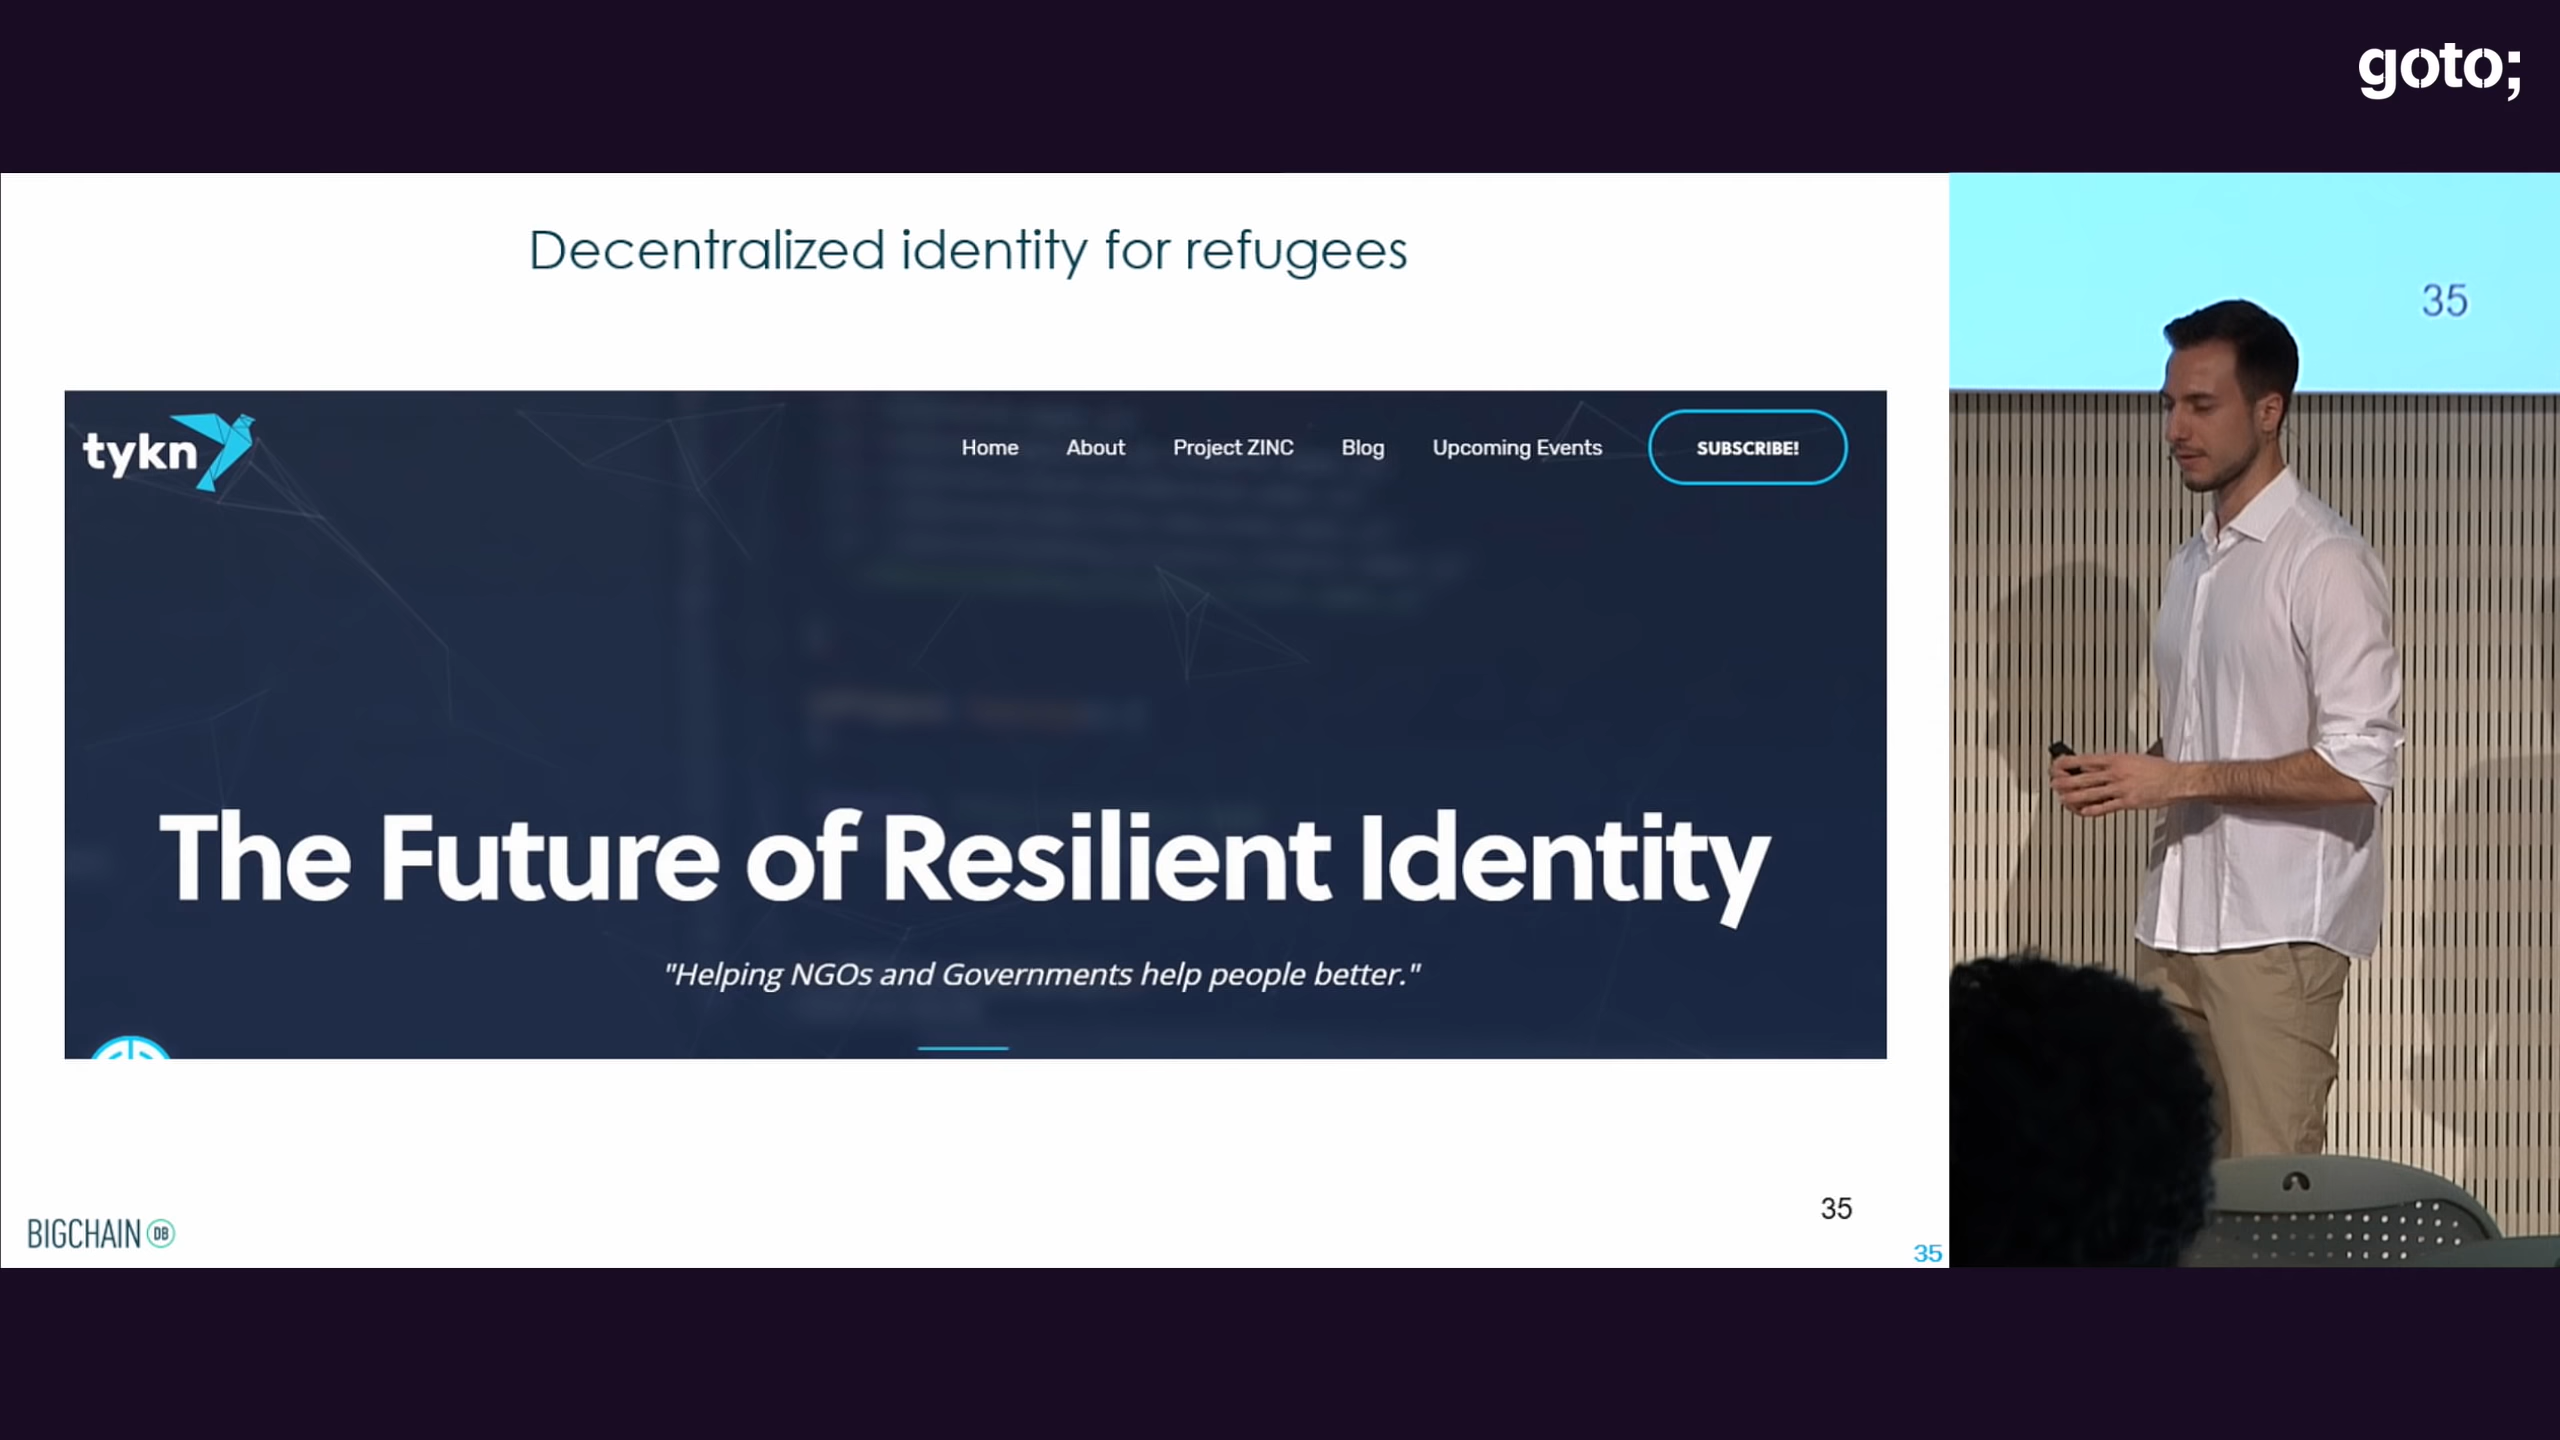 goto;
Decentralized identity for refugees
35
tykn
Home About Project ZINC Blog Upcoming Events SUBSCRIBE!
The Future of Resilient Identity
"Helping NGOs and Governments help people better."
35
BIGCHAIN DB
35